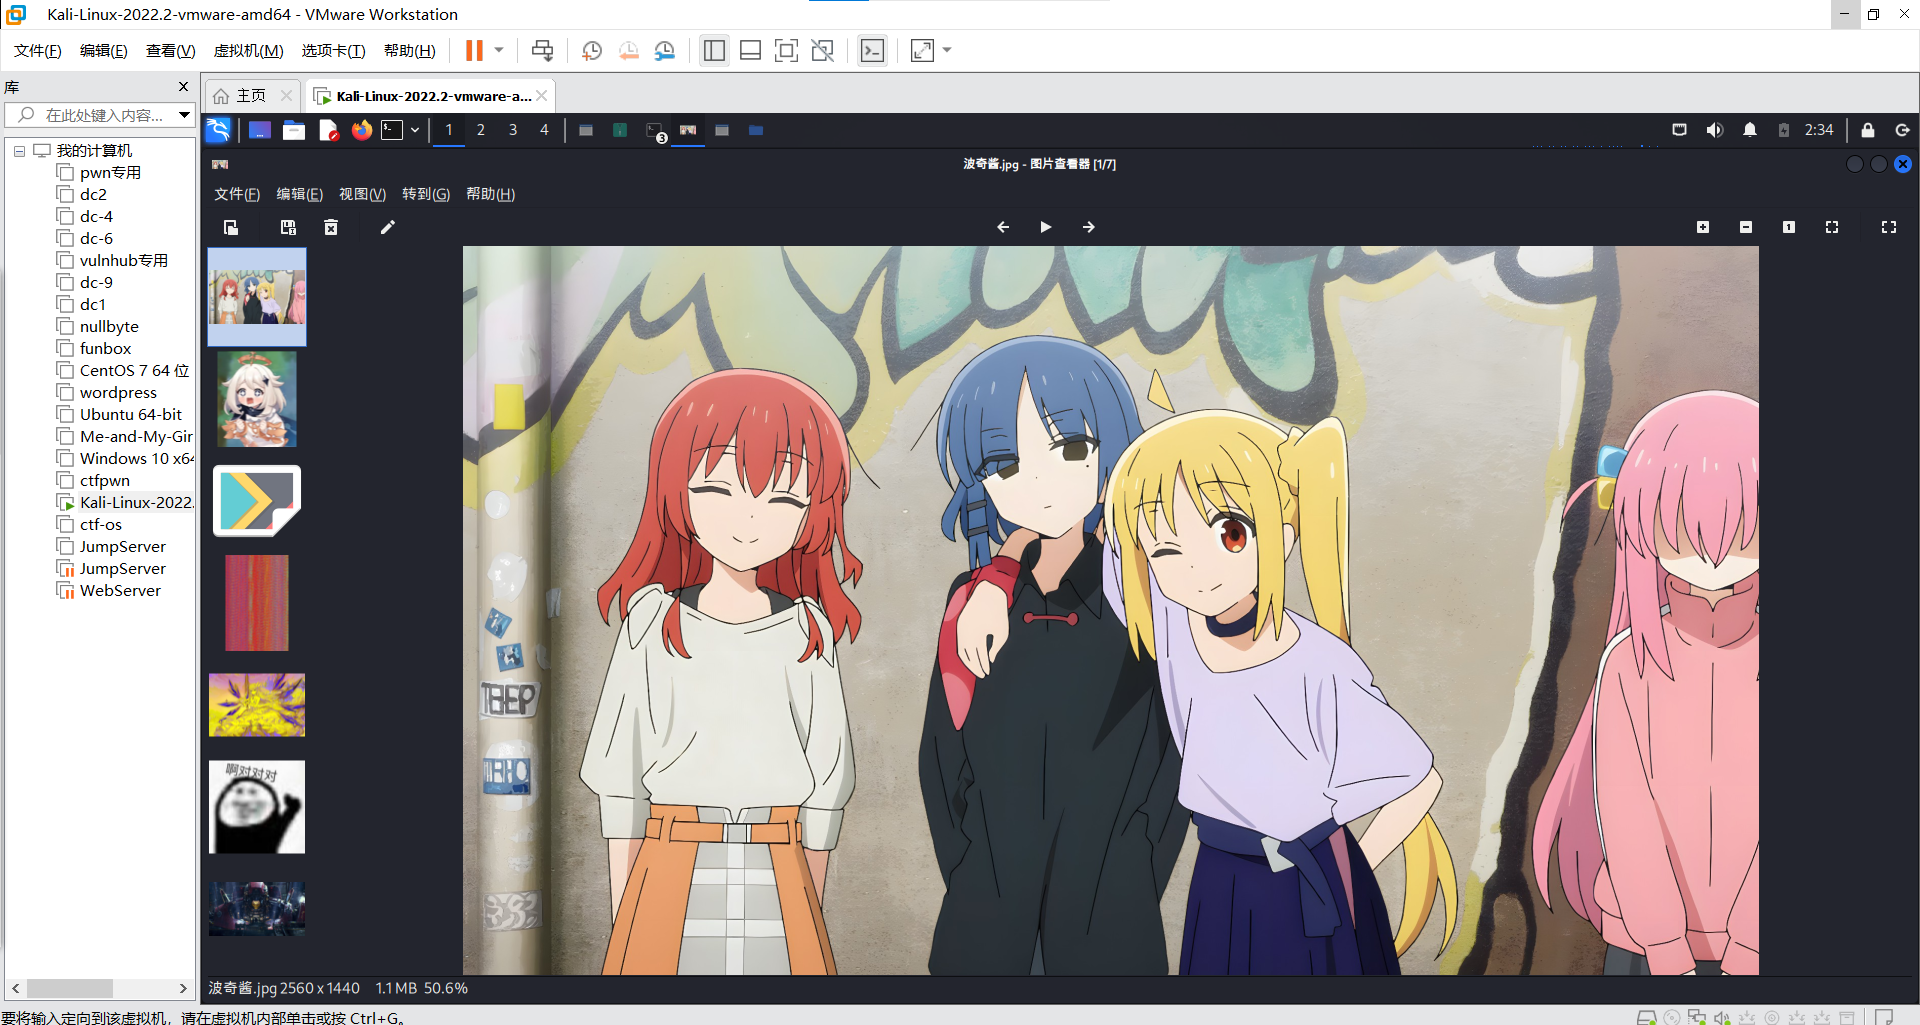 Kali-Linux-2022.2-vmware-amd64 - VMware Workstation
文件(F) 编辑(E) 查看(V) 虚拟机(M) 选项卡(T) 帮助(H)
库
在此处键入内容...
主页
Kali-Linux-2022.2-vmware-a...
1 2 3 4
3
2:34
我的计算机
pwn专用
dc2
dc-4
dc-6
vulnhub专用
dc-9
dc1
nullbyte
funbox
CentOS 7 64 位
wordpress
Ubuntu 64-bit
Me-and-My-Gir
Windows 10 x64
ctfpwn
Kali-Linux-2022.
ctf-os
JumpServer
JumpServer
WebServer
波奇酱.jpg - 图片查看器 [1/7]
文件(F) 编辑(E) 视图(V) 转到(G) 帮助(H)
啊对对对
波奇酱.jpg 2560 x 1440 1.1 MB 50.6%
要将输入定向到该虚拟机，请在虚拟机内部单击或按 Ctrl+G。